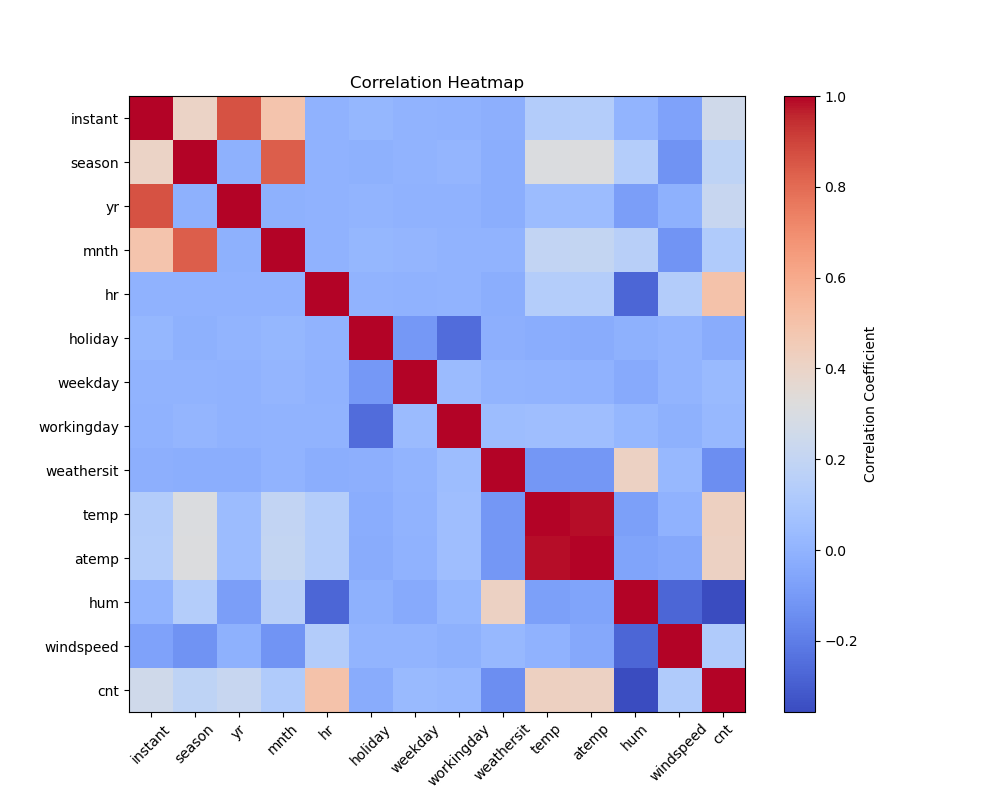 Correlation Heatmap
instant
season
yr
mnth
hr
holiday
weekday
workingday
weathersit
temp
atemp
hum
windspeed
cnt
instant
season
yr
mnth
hr
holiday
weekday
workingday
weathersit
temp
atemp
hum
windspeed
cnt
1.0
0.8
0.6
0.4
0.2
0.0
−0.2
Correlation Coefficient